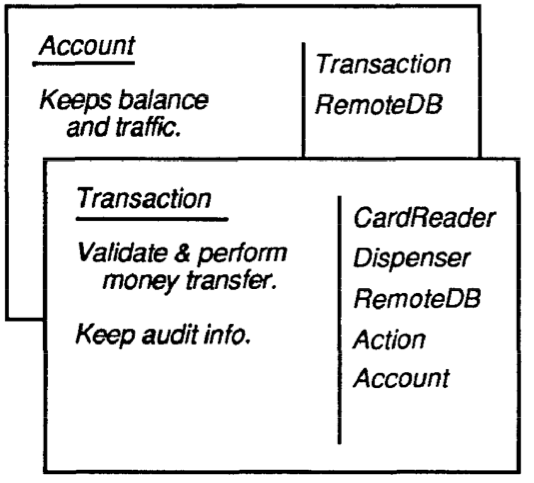 Account
Keeps balance
and traffic.
Transaction
RemoteDB
Transaction
Validate & perform
money transfer.
Keep audit info.
CardReader
Dispenser
RemoteDB
Action
Account